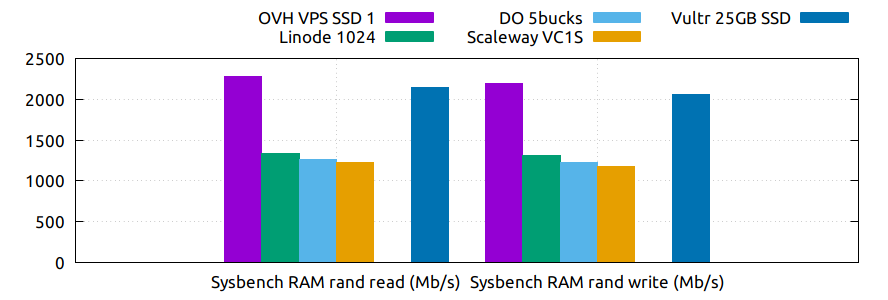 OVH VPS SSD 1
Linode 1024
DO 5bucks
Scaleway VC1S
Vultr 25GB SSD
2500
2000
1500
1000
500
0
Sysbench RAM rand read (Mb/s)
Sysbench RAM rand write (Mb/s)